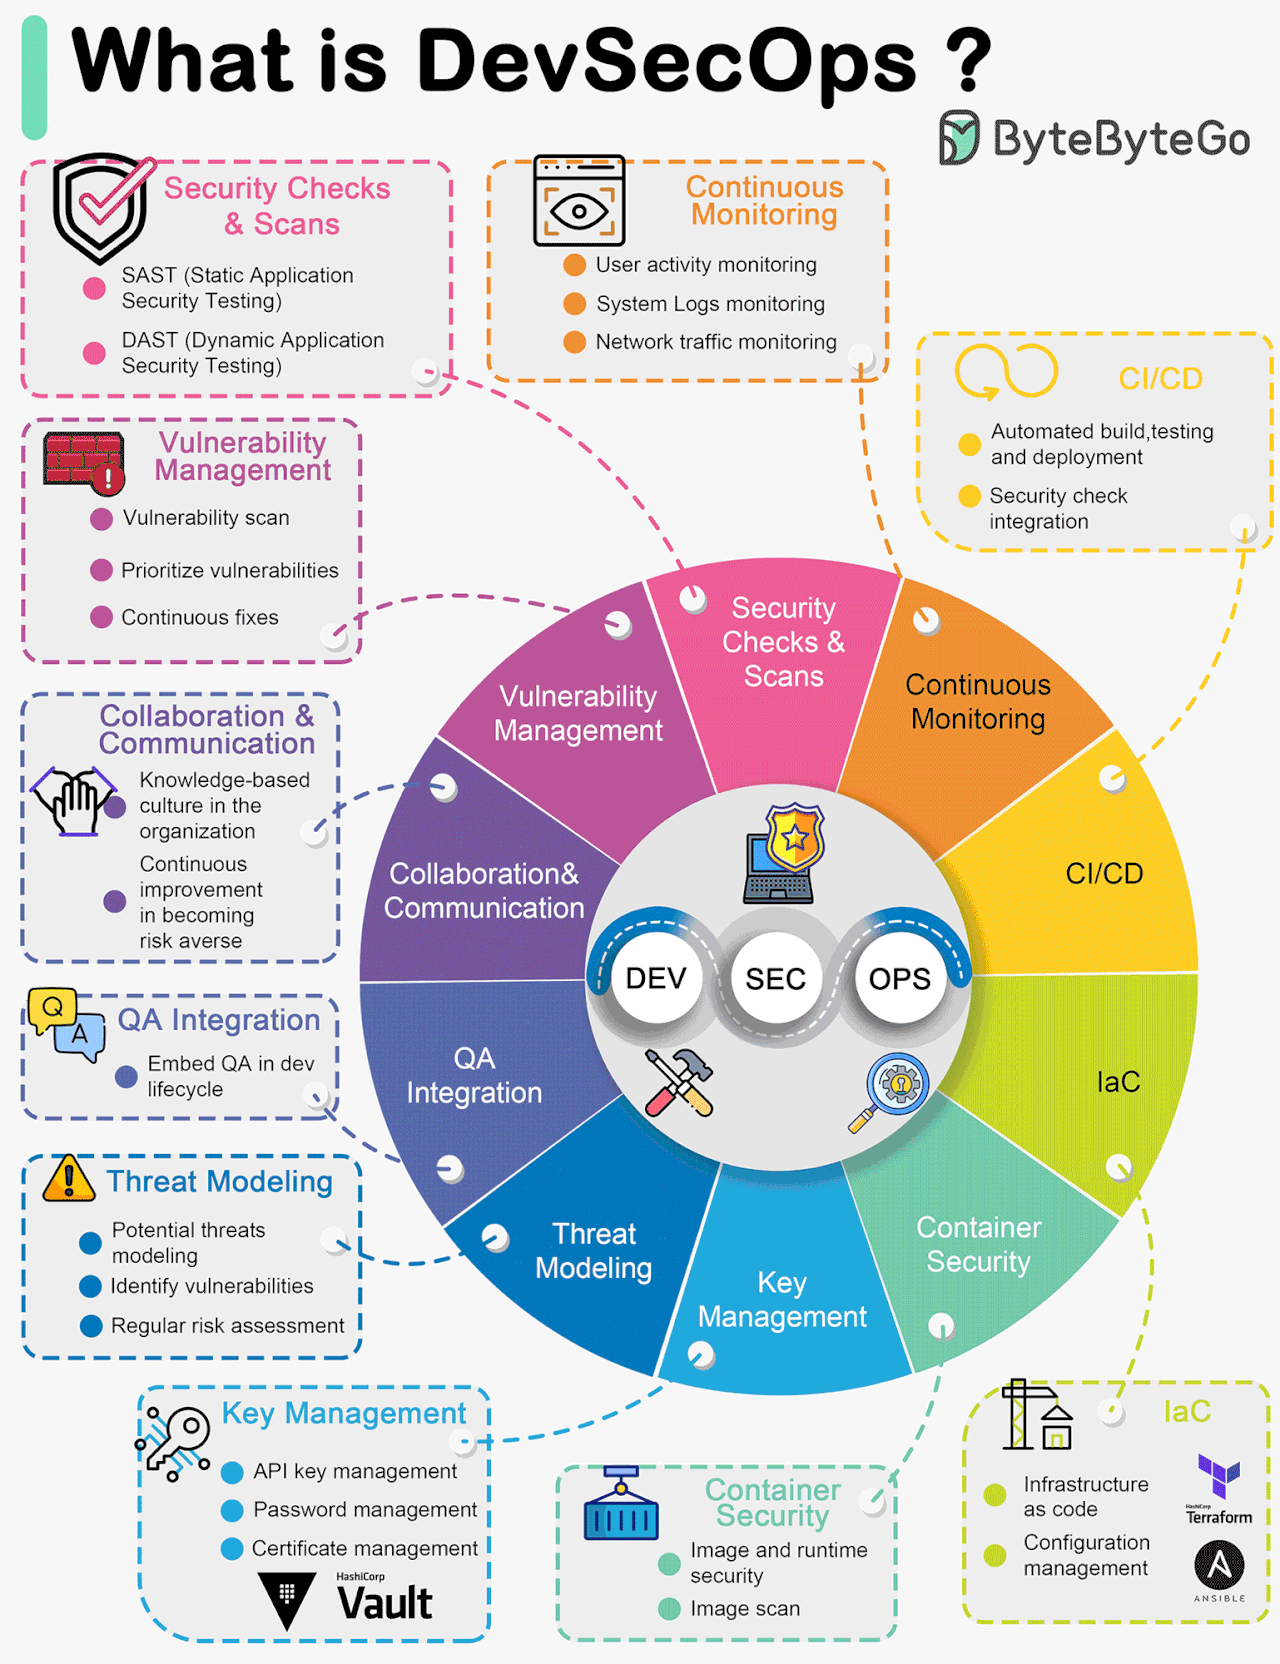 What is DevSecOps ?
ByteByteGo
Security Checks
& Scans
SAST (Static Application
Security Testing)
DAST (Dynamic Application
Security Testing)
Continuous
Monitoring
User activity monitoring
System Logs monitoring
Network traffic monitoring
CI/CD
Automated build,testing
and deployment
Security check
integration
Vulnerability
Management
Vulnerability scan
Prioritize vulnerabilities
Continuous fixes
Collaboration &
Communication
Knowledge-based
culture in the
organization
Continuous
improvement
in becoming
risk averse
Q
A
QA Integration
Embed QA in dev
lifecycle
Threat Modeling
Potential threats
modeling
Identify vulnerabilities
Regular risk assessment
Security
Checks &
Scans
Continuous
Monitoring
CI/CD
IaC
Container
Security
Key
Management
Threat
Modeling
QA
Integration
Collaboration&
Communication
Vulnerability
Management
DEV
SEC
OPS
Key Management
API key management
Password management
Certificate management
HashiCorp
Vault
Container
Security
Image and runtime
security
Image scan
IaC
Infrastructure
as code
Configuration
management
HashiCorp
Terraform
ANSIBLE